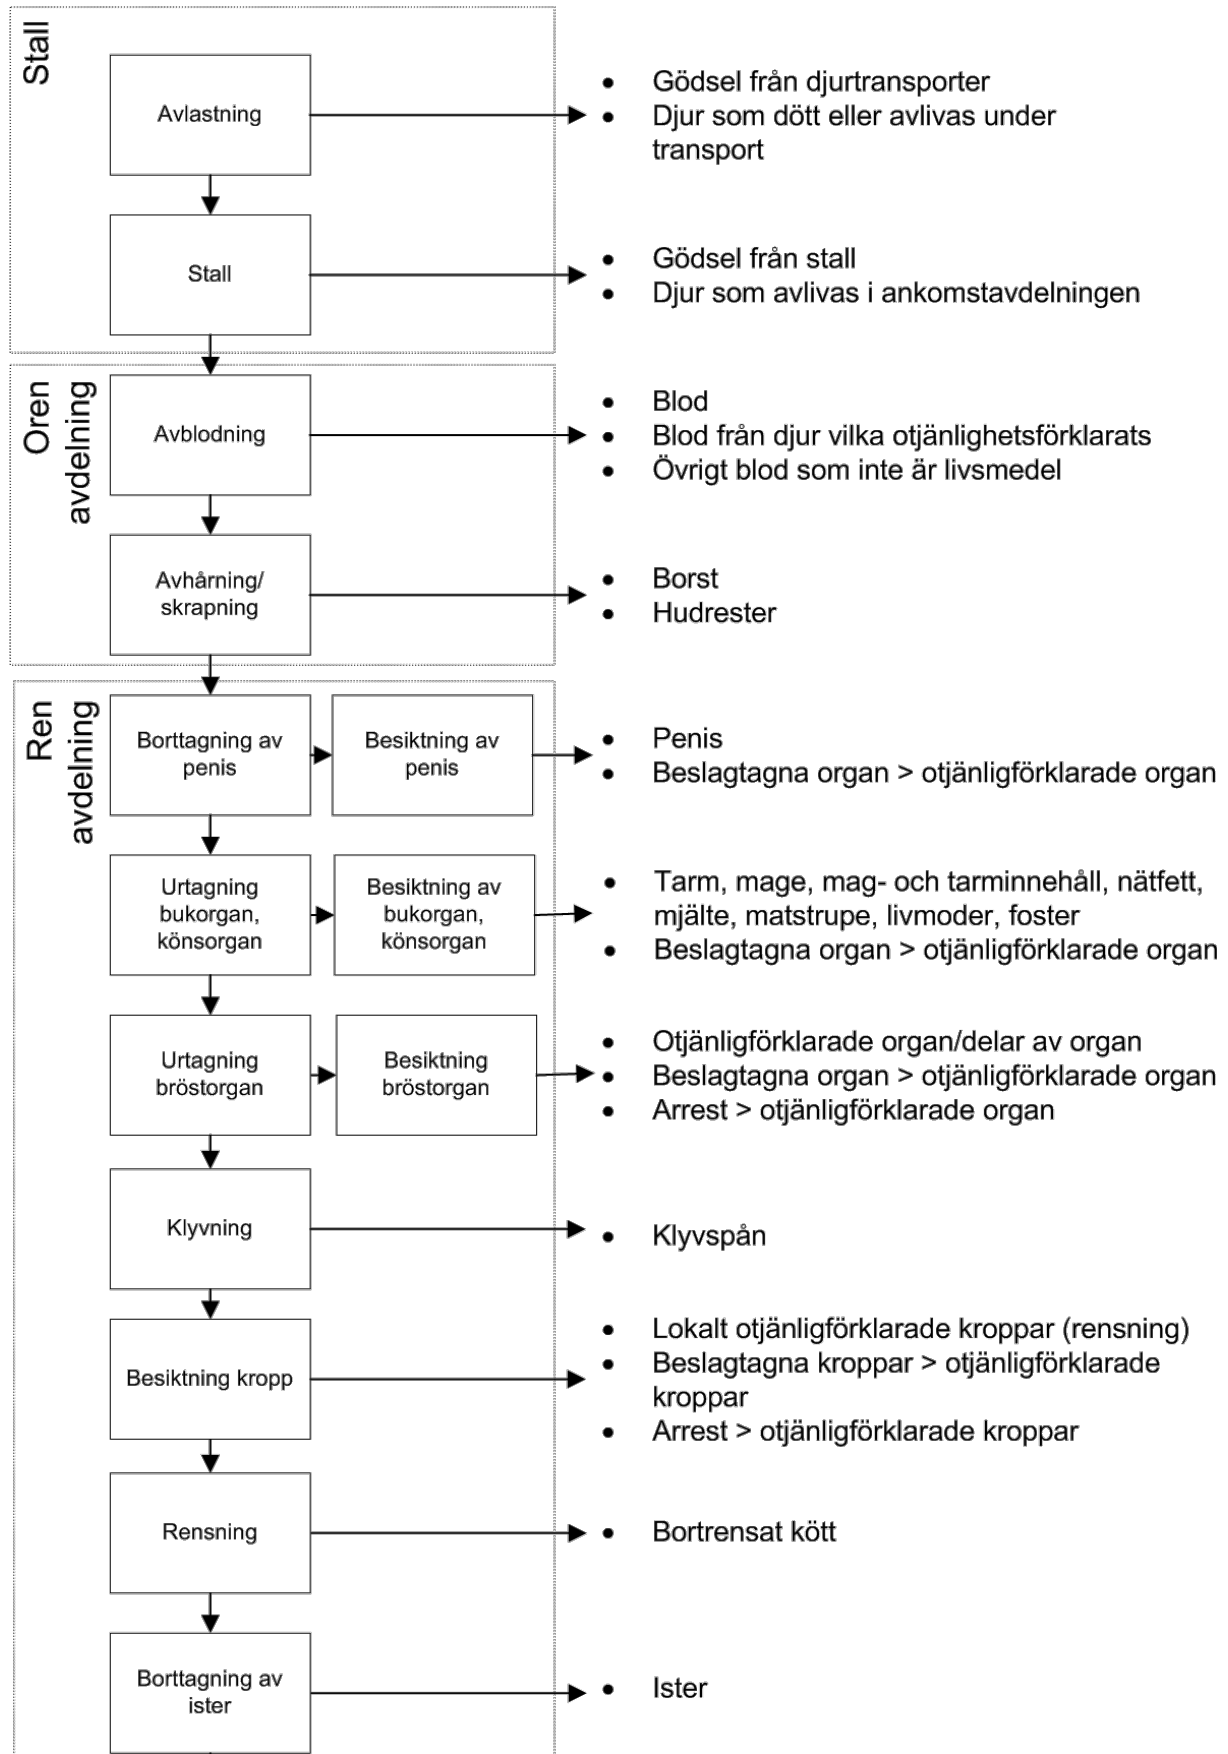 Stall
Avlastning
• Gödsel från djurtransporter
• Djur som dött eller avlivas under
transport
Stall
• Gödsel från stall
• Djur som avlivas i ankomstavdelningen
Oren
avdelning
Avblodning
• Blod
• Blod från djur vilka otjänlighetsförklarats
• Övrigt blod som inte är livsmedel
Avhårning/
skrapning
• Borst
• Hudrester
Ren
avdelning
Borttagning av
penis
Besiktning av
penis
• Penis
• Beslagtagna organ > otjänligförklarade organ
Urtagning
bukorgan,
könsorgan
Besiktning av
bukorgan,
könsorgan
• Tarm, mage, mag- och tarminnehåll, nätfett,
mjälte, matstrupe, livmoder, foster
• Beslagtagna organ > otjänligförklarade organ
Urtagning
bröstorgan
Besiktning
bröstorgan
• Otjänligförklarade organ/delar av organ
• Beslagtagna organ > otjänligförklarade organ
• Arrest > otjänligförklarade organ
Klyvning
• Klyvspån
Besiktning kropp
• Lokalt otjänligförklarade kroppar (rensning)
• Beslagtagna kroppar > otjänligförklarade
kroppar
• Arrest > otjänligförklarade kroppar
Rensning
• Bortrensat kött
Borttagning av
ister
• Ister